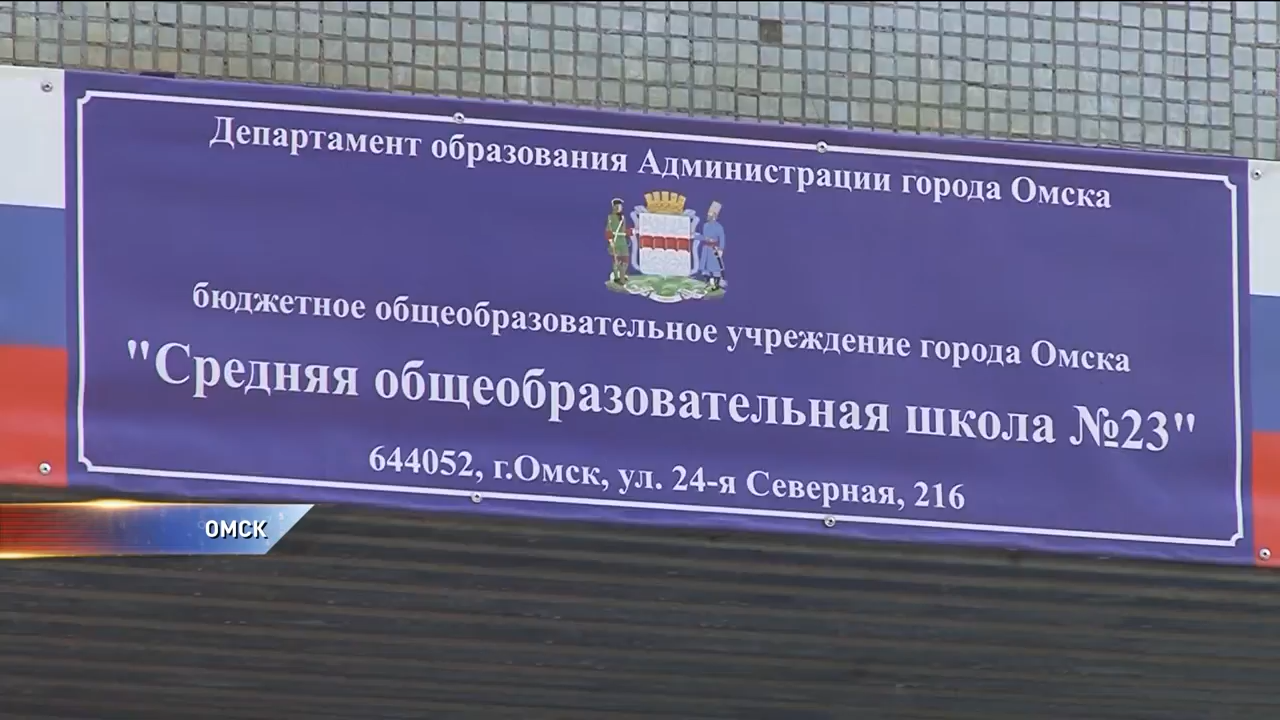 Департамент образования Администрации города Омска
бюджетное общеобразовательное учреждение города Омска
"Средняя общеобразовательная школа №23"
644052, г.Омск, ул. 24-я Северная, 216
ОМСК